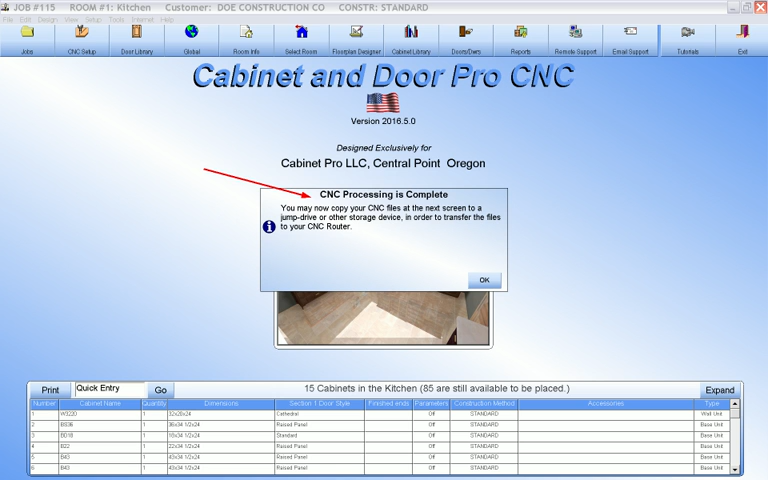 JOB #115 ROOM #1: Kitchen Customer: DOE CONSTRUCTION CO CONSTR: STANDARD
File Edit Design View Setup Tools Internet Help
Jobs CNC Setup Door Library Global Room Info Select Room Floorplan Designer Cabinet Library Doors/Dwrs Reports Remote Support Email Support Tutorials Exit
Cabinet and Door Pro CNC
Version 2016.5.0
Designed Exclusively for
Cabinet Pro LLC, Central Point Oregon
CNC Processing is Complete
You may now copy your CNC files at the next screen to a
jump-drive or other storage device, in order to transfer the files
to your CNC Router.
OK
Print Quick Entry Go 15 Cabinets in the Kitchen (85 are still available to be placed.) Expand
Number Cabinet Name Quantity Dimensions Section 1 Door Style Finished ends Parameters Construction Method Accessories Type
1 W3220 1 32x20x24 Cathedral Off STANDARD Wall Unit
2 BS36 1 36x34 1/2x24 Raised Panel Off STANDARD Base Unit
3 BD18 1 18x34 1/2x24 Standard Off STANDARD Base Unit
4 B22 1 22x34 1/2x24 Raised Panel Off STANDARD Base Unit
5 B43 1 43x34 1/2x24 Raised Panel Off STANDARD Base Unit
6 B43 1 43x34 1/2x24 Raised Panel Off STANDARD Base Unit